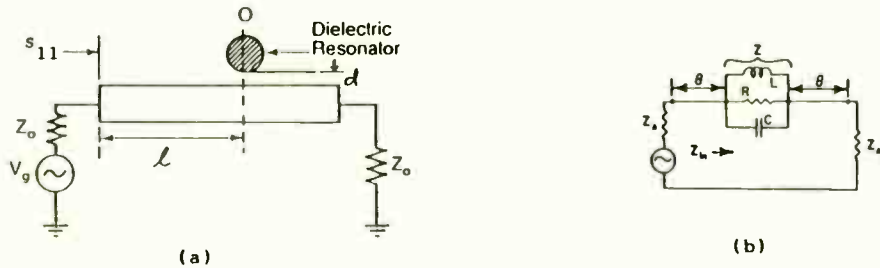 O
Dielectric
Resonator
S11
d
Zo
Vg
l
Zo
(a)
Z
θ
θ
L
R
C
Zo
Zin
Zo
(b)